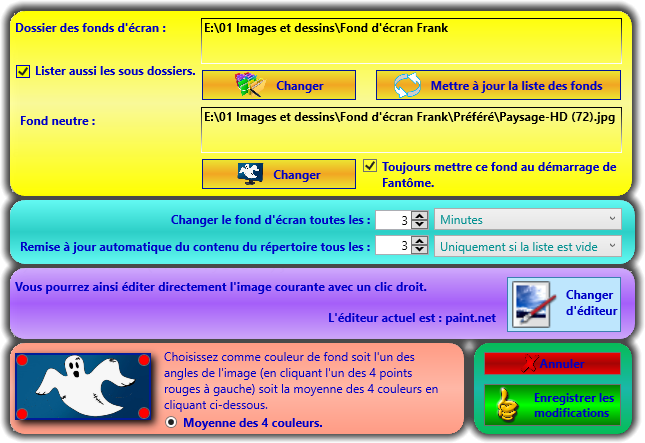 Dossier des fonds d'écran :
E:\01 Images et dessins\Fond d'écran Frank
Lister aussi les sous dossiers.
Changer
Mettre à jour la liste des fonds
Fond neutre :
E:\01 Images et dessins\Fond d'écran Frank\Préféré\Paysage-HD (72).jpg
Changer
Toujours mettre ce fond au démarrage de
Fantôme.
Changer le fond d'écran toutes les :
3
Minutes
Remise à jour automatique du contenu du répertoire tous les :
3
Uniquement si la liste est vide
Vous pourrez ainsi éditer directement l'image courante avec un clic droit.
L'éditeur actuel est : paint.net
Changer
d'éditeur
Choisissez comme couleur de fond soit l'un des
angles de l'image (en cliquant l'un des 4 points
rouges à gauche) soit la moyenne des 4 couleurs en
cliquant ci-dessous.
Moyenne des 4 couleurs.
Annuler
Enregistrer les
modifications